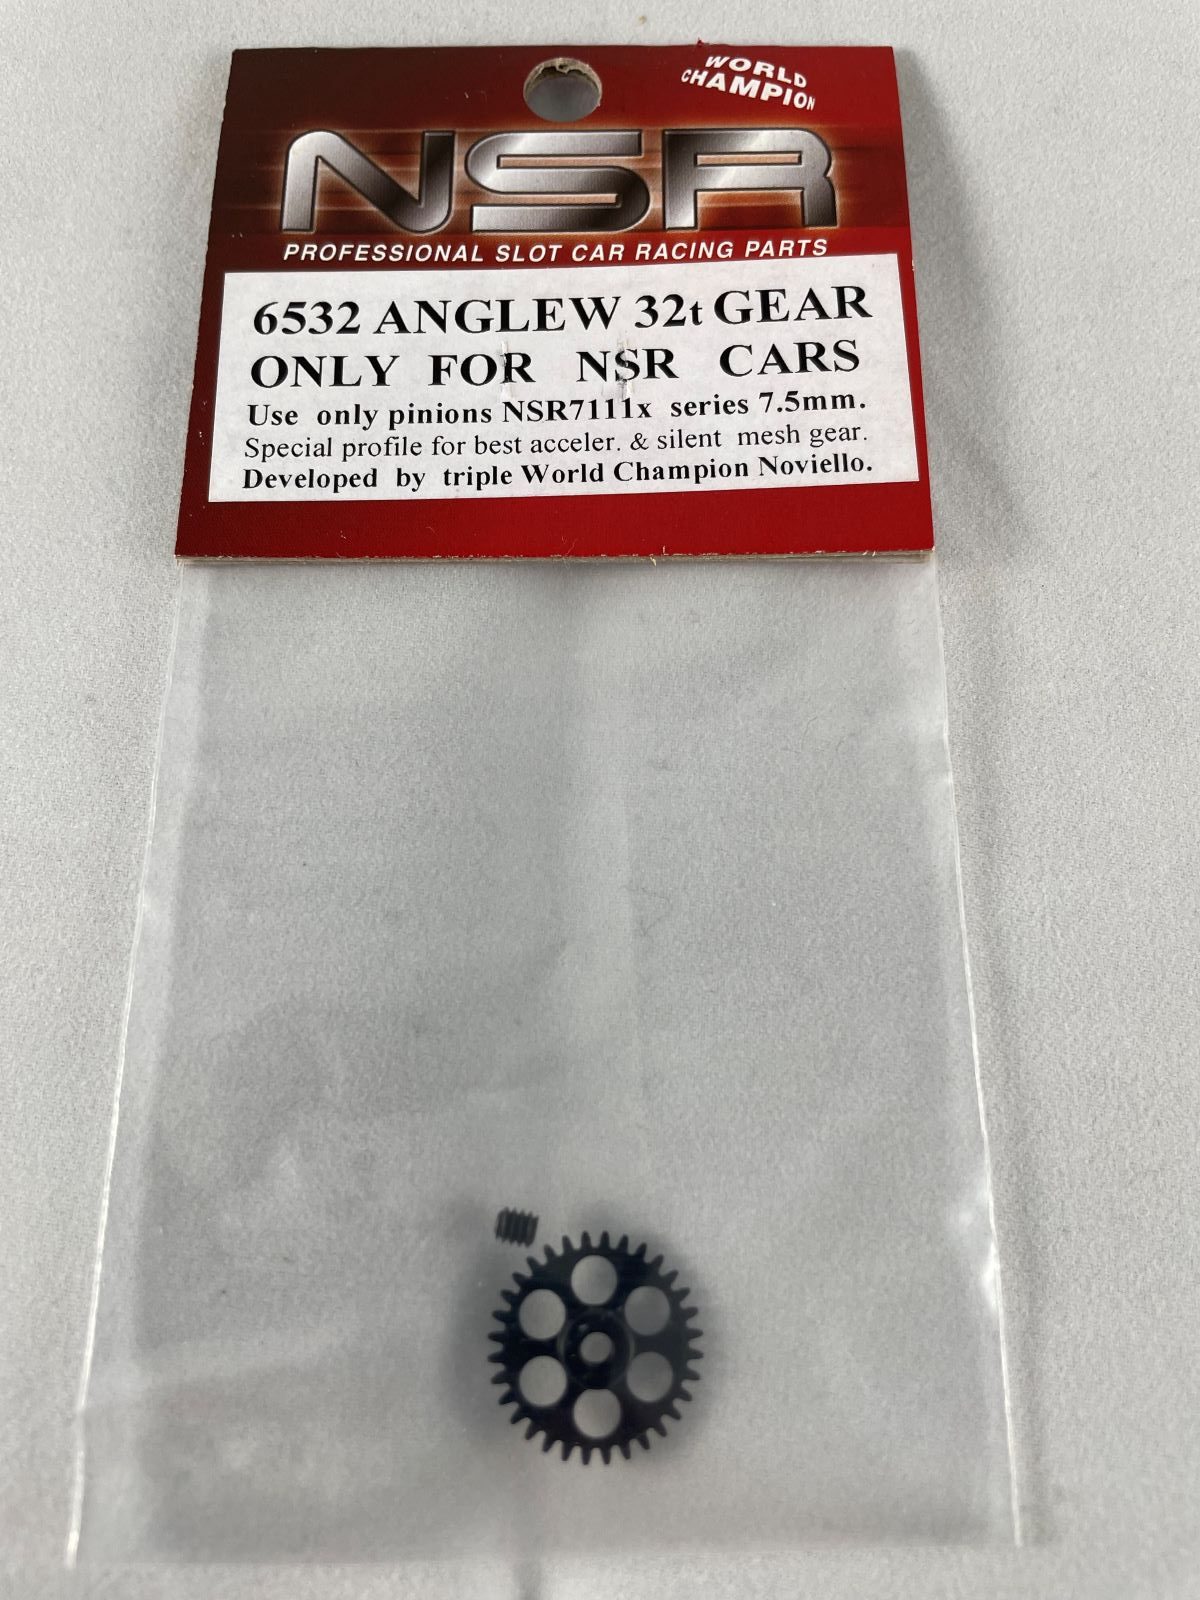 WORLD
CHAMPION
NSR
PROFESSIONAL SLOT CAR RACING PARTS
6532 ANGLEW 32t GEAR
ONLY FOR NSR CARS
Use only pinions NSR7111x series 7.5mm.
Special profile for best acceler. & silent mesh gear.
Developed by triple World Champion Noviello.